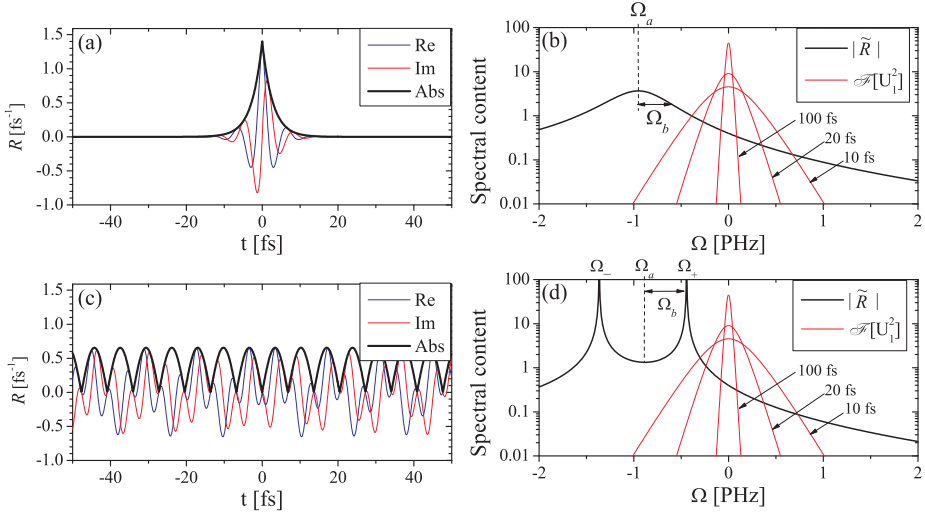 (a)
Re
Im
Abs
R [fs⁻¹]
1.5
1.0
0.5
0.0
-0.5
-1.0
-40
-20
0
20
40
t [fs]
(b)
Ω_a
Ω_b
| R̃ |
ℱ[U₁²]
100 fs
20 fs
10 fs
Spectral content
100
10
1
0.1
0.01
-2
-1
0
1
2
Ω [PHz]
(c)
Re
Im
Abs
R [fs⁻¹]
1.5
1.0
0.5
0.0
-0.5
-1.0
-40
-20
0
20
40
t [fs]
(d)
Ω₋
Ω_a
Ω₊
Ω_b
| R̃ |
ℱ[U₁²]
100 fs
20 fs
10 fs
Spectral content
100
10
1
0.1
0.01
-2
-1
0
1
2
Ω [PHz]